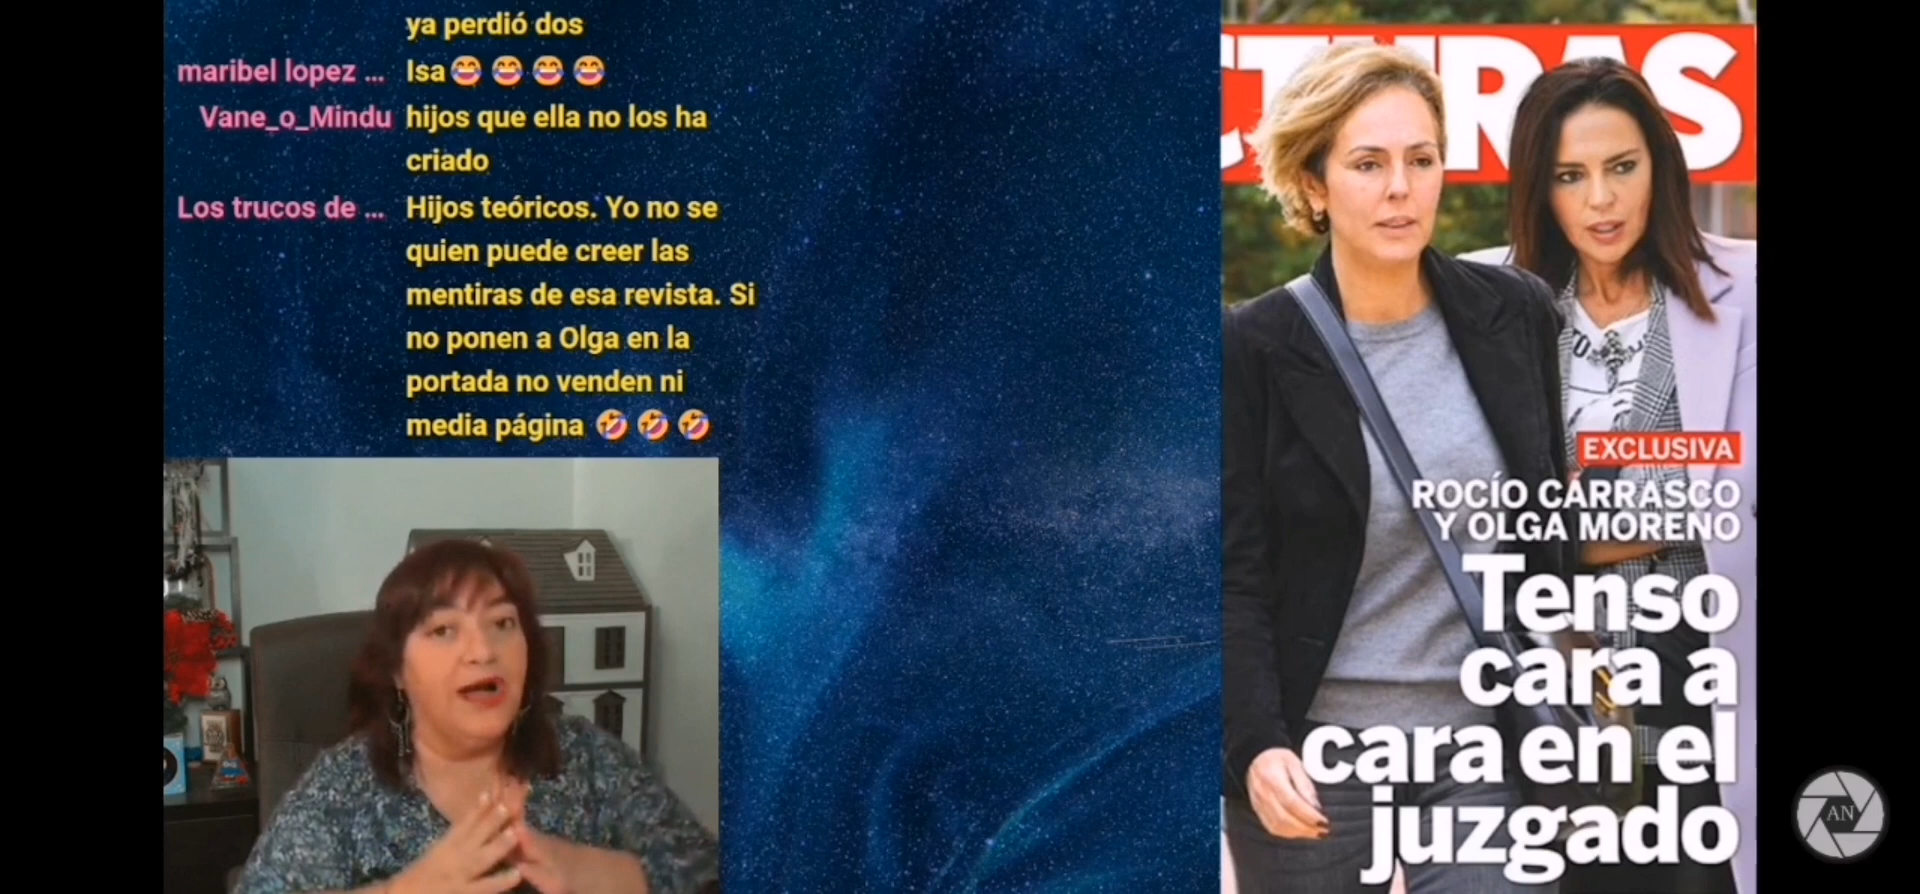 ya perdió dos
maribel lopez ... Isa😂😂😂😂
Vane_o_Mindu hijos que ella no los ha
criado
Los trucos de ... Hijos teóricos. Yo no se
quien puede creer las
mentiras de esa revista. Si
no ponen a Olga en la
portada no venden ni
media página 🤣🤣🤣
CTURAS
EXCLUSIVA
ROCÍO CARRASCO
Y OLGA MORENO
Tenso
cara a
cara en el
juzgado
AN